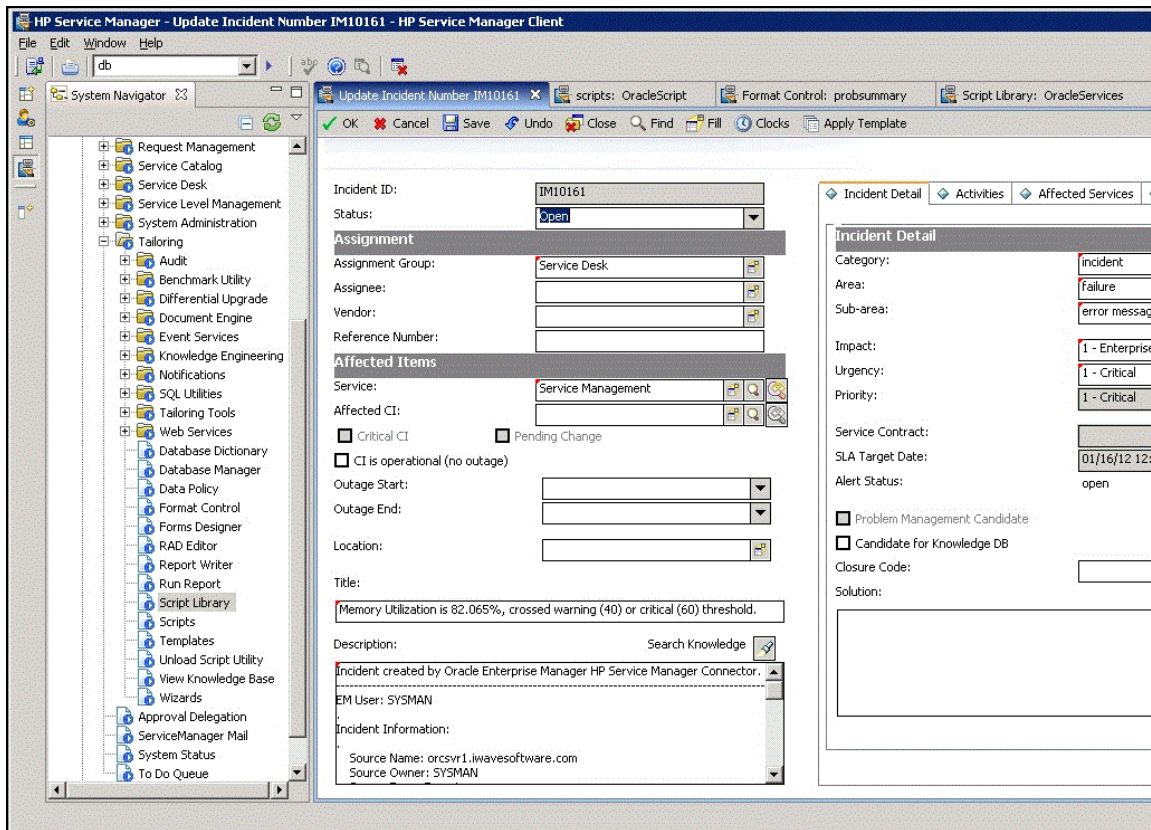 HP Service Manager - Update Incident Number IM10161 - HP Service Manager Client
File Edit Window Help
db
System Navigator
Request Management
Service Catalog
Service Desk
Service Level Management
System Administration
Tailoring
Audit
Benchmark Utility
Differential Upgrade
Document Engine
Event Services
Knowledge Engineering
Notifications
SQL Utilities
Tailoring Tools
Web Services
Database Dictionary
Database Manager
Data Policy
Format Control
Forms Designer
RAD Editor
Report Writer
Run Report
Script Library
Scripts
Templates
Unload Script Utility
View Knowledge Base
Wizards
Approval Delegation
ServiceManager Mail
System Status
To Do Queue
Update Incident Number IM10161 scripts: OracleScript Format Control: probsummary Script Library: OracleServices
OK Cancel Save Undo Close Find Fill Clocks Apply Template
Incident ID: IM10161
Status: Open
Assignment
Assignment Group: Service Desk
Assignee:
Vendor:
Reference Number:
Affected Items
Service: Service Management
Affected CI:
Critical CI Pending Change
CI is operational (no outage)
Outage Start:
Outage End:
Location:
Title:
Memory Utilization is 82.065%, crossed warning (40) or critical (60) threshold.
Description: Search Knowledge
Incident created by Oracle Enterprise Manager HP Service Manager Connector.
EM User: SYSMAN
Incident Information:
Source Name: orcsvr1.iwavesoftware.com
Source Owner: SYSMAN
Incident Detail Activities Affected Services
Incident Detail
Category: incident
Area: failure
Sub-area: error messag
Impact: 1 - Enterprise
Urgency: 1 - Critical
Priority: 1 - Critical
Service Contract:
SLA Target Date: 01/16/12 12:
Alert Status: open
Problem Management Candidate
Candidate for Knowledge DB
Closure Code:
Solution: